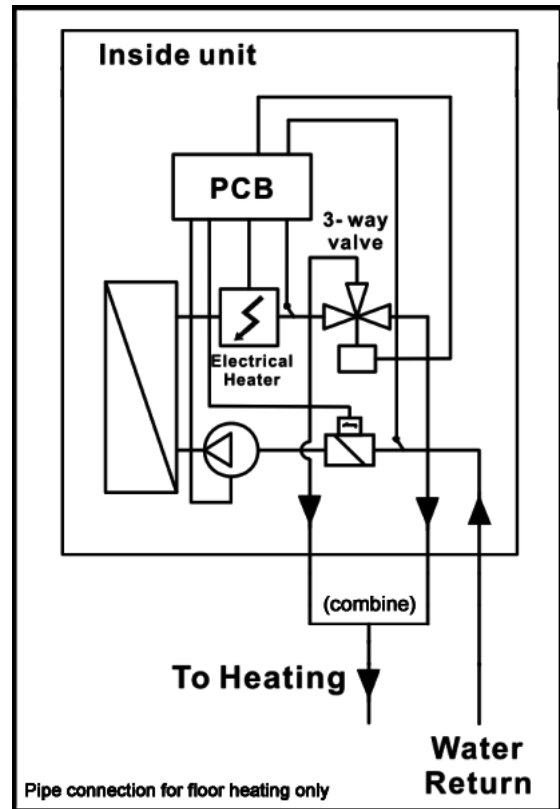 Inside unit
PCB
3- way
valve
Electrical
Heater
(combine)
To Heating
Water
Return
Pipe connection for floor heating only